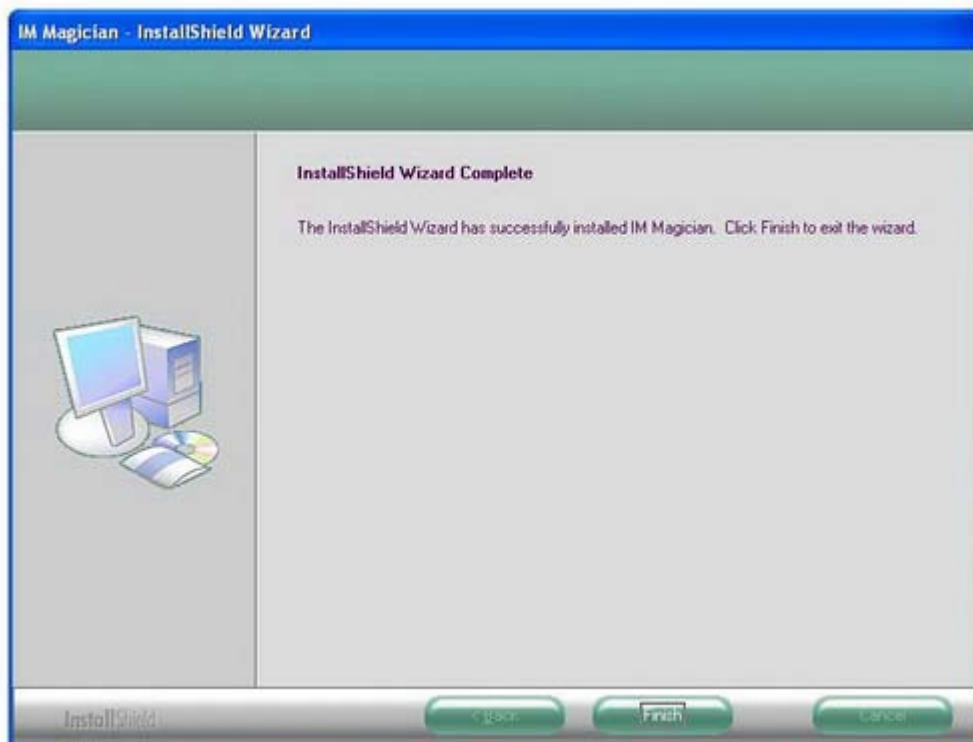 IM Magician - InstallShield Wizard
InstallShield Wizard Complete
The InstallShield Wizard has successfully installed IM Magician. Click Finish to exit the wizard.
InstallShield
< Back
Finish
Cancel